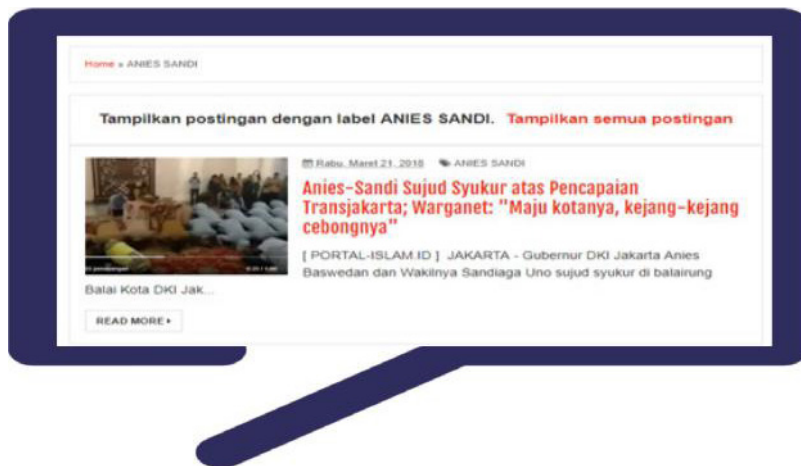 Home » ANIES SANDI
Tampilkan postingan dengan label ANIES SANDI. Tampilkan semua postingan
Rabu, Maret 21, 2018 ANIES SANDI
Anies-Sandi Sujud Syukur atas Pencapaian
Transjakarta; Warganet: "Maju kotanya, kejang-kejang
cebongnya"
[ PORTAL-ISLAM.ID ] JAKARTA - Gubernur DKI Jakarta Anies
Baswedan dan Wakilnya Sandiaga Uno sujud syukur di balairung
Balai Kota DKI Jak...
READ MORE